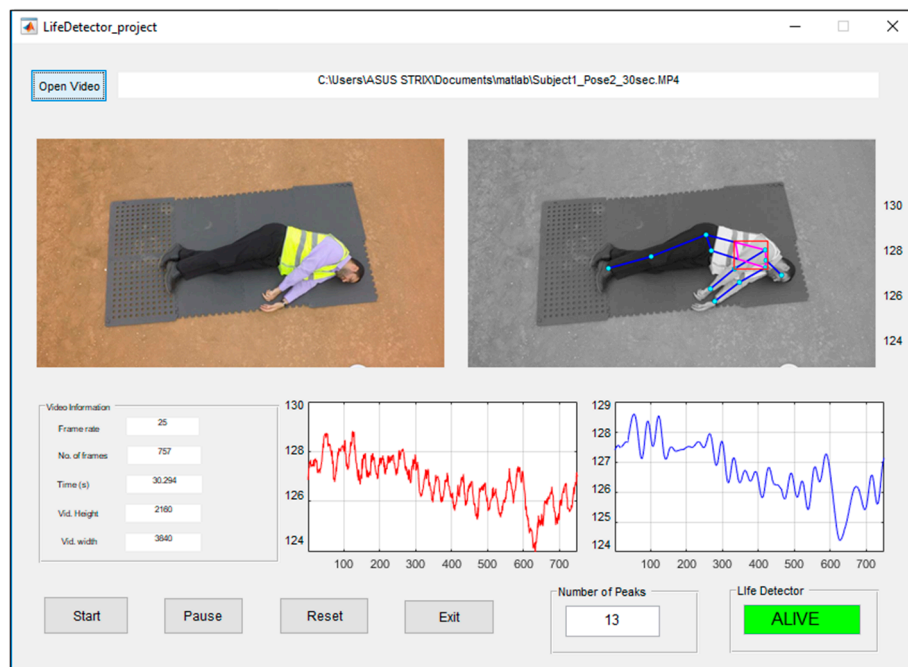 LifeDetector_project
Open Video
C:\Users\ASUS STRIX\Documents\matlab\Subject1_Pose2_30sec.MP4
130
128
126
124
Video Information
Frame rate 25
No. of frames 757
Time (s) 30.294
Vid. Height 2160
Vid. width 3840
130
128
126
124
100 200 300 400 500 600 700
129
128
127
126
125
124
100 200 300 400 500 600 700
Start
Pause
Reset
Exit
Number of Peaks
13
LIfe Detector
ALIVE